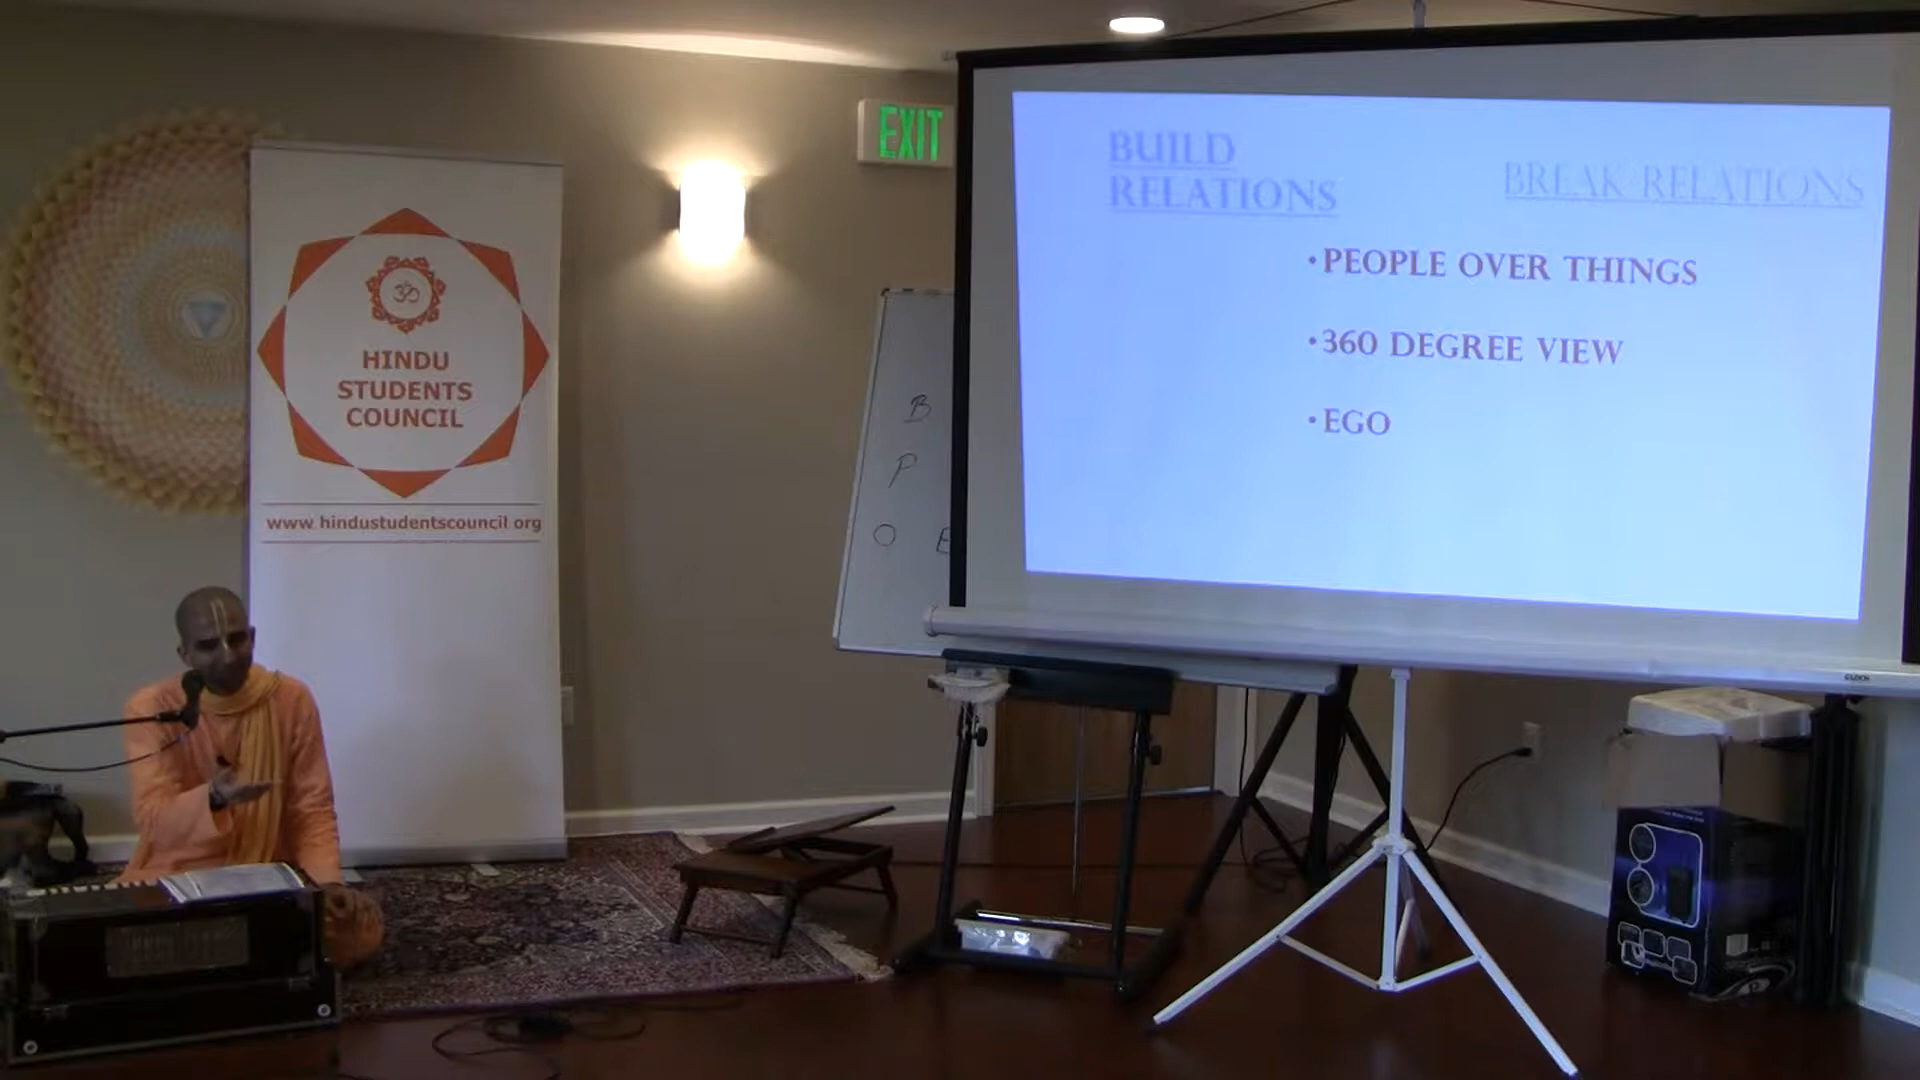 ॐ
HINDU
STUDENTS
COUNCIL
www.hindustudentscouncil.org
EXIT
B
P
O E
BUILD
RELATIONS
BREAK RELATIONS
• PEOPLE OVER THINGS
• 360 DEGREE VIEW
• EGO